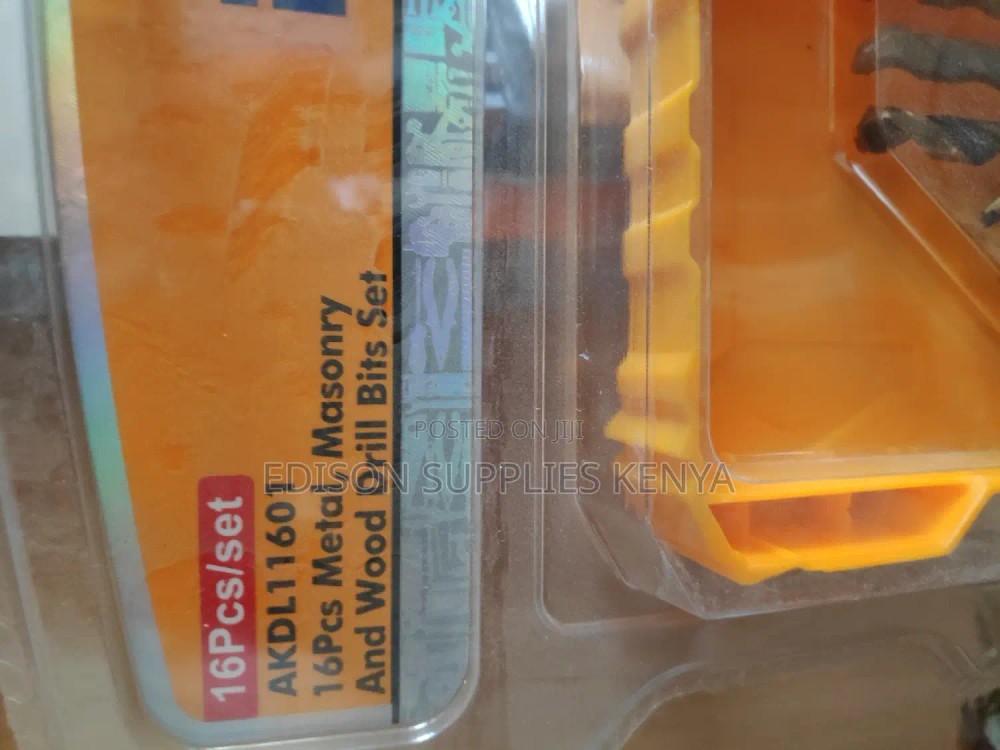 16Pcs/set
AKDL11601
16Pcs Metal, Masonry
And Wood Drill Bits Set
POSTED ON JIJI
EDISON SUPPLIES KENYA